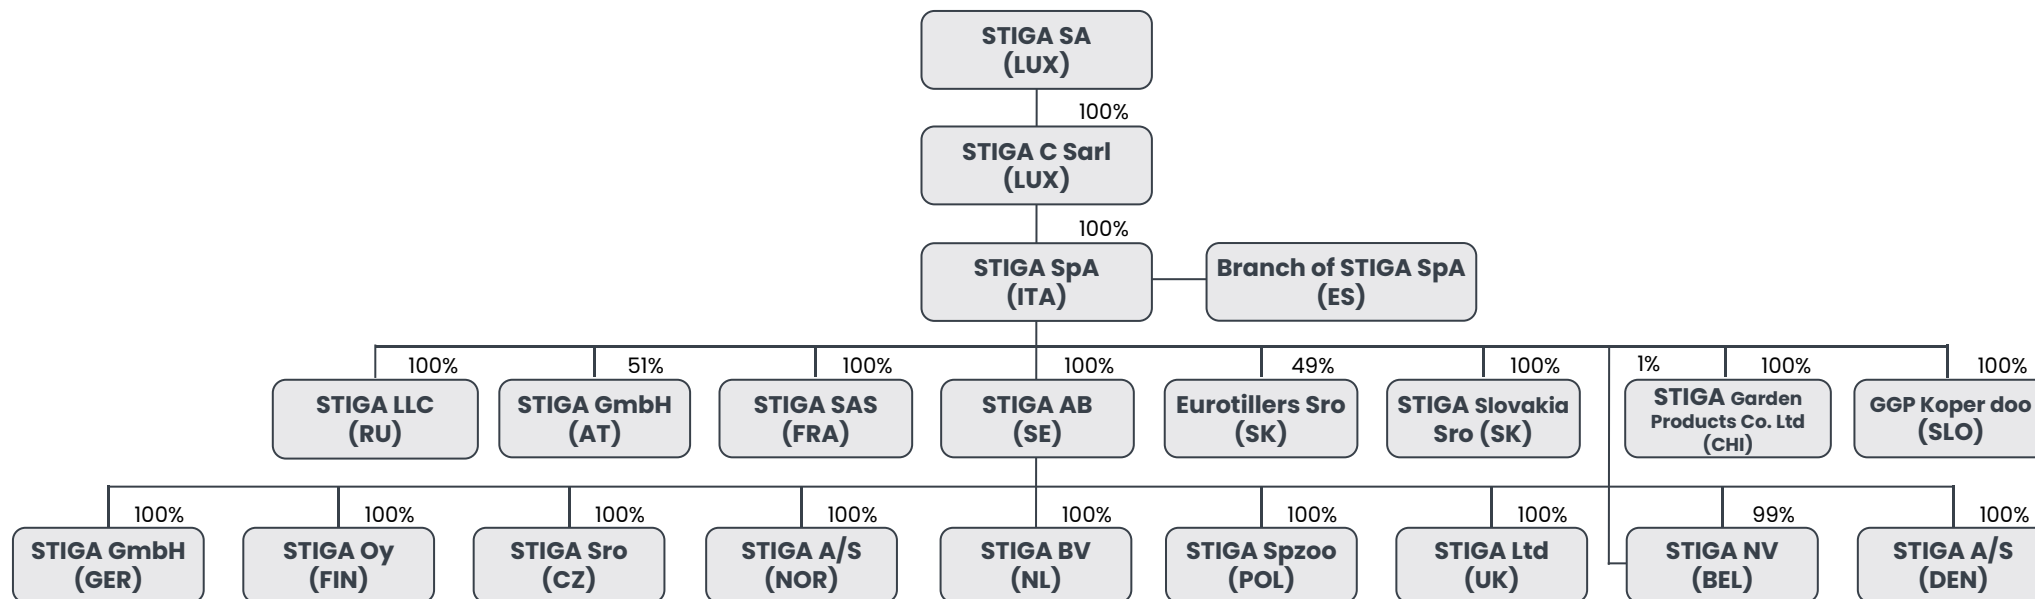 STIGA SA
(LUX)
100%
STIGA C Sarl
(LUX)
100%
STIGA SpA
(ITA)
Branch of STIGA SpA
(ES)
100%
51%
100%
100%
49%
100%
1%
100%
100%
STIGA LLC
(RU)
STIGA GmbH
(AT)
STIGA SAS
(FRA)
STIGA AB
(SE)
Eurotillers Sro
(SK)
STIGA Slovakia
Sro (SK)
STIGA Garden
Products Co. Ltd
(CHI)
GGP Koper doo
(SLO)
100%
100%
100%
100%
100%
100%
100%
99%
100%
STIGA GmbH
(GER)
STIGA Oy
(FIN)
STIGA Sro
(CZ)
STIGA A/S
(NOR)
STIGA BV
(NL)
STIGA Spzoo
(POL)
STIGA Ltd
(UK)
STIGA NV
(BEL)
STIGA A/S
(DEN)